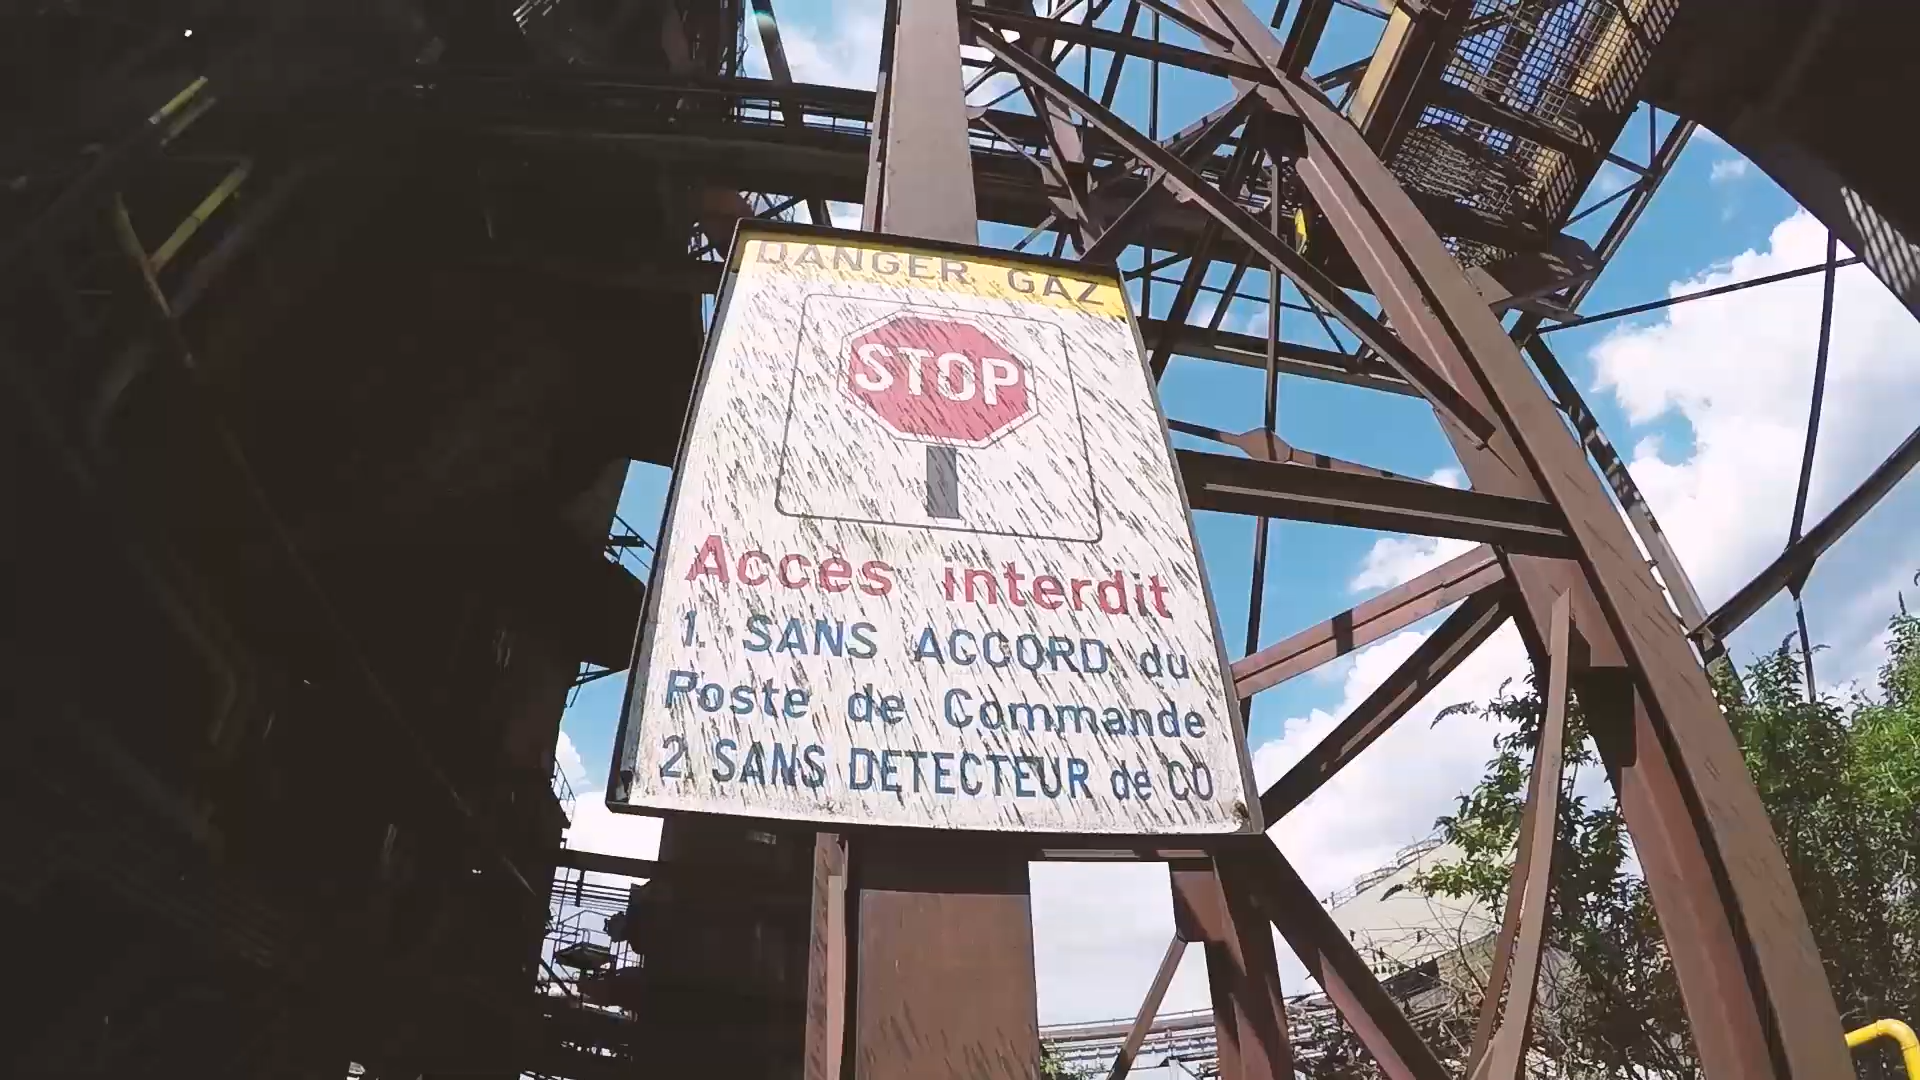 DANGER GAZ
STOP
Accès interdit
1. SANS ACCORD du
Poste de Commande
2. SANS DETECTEUR de CO